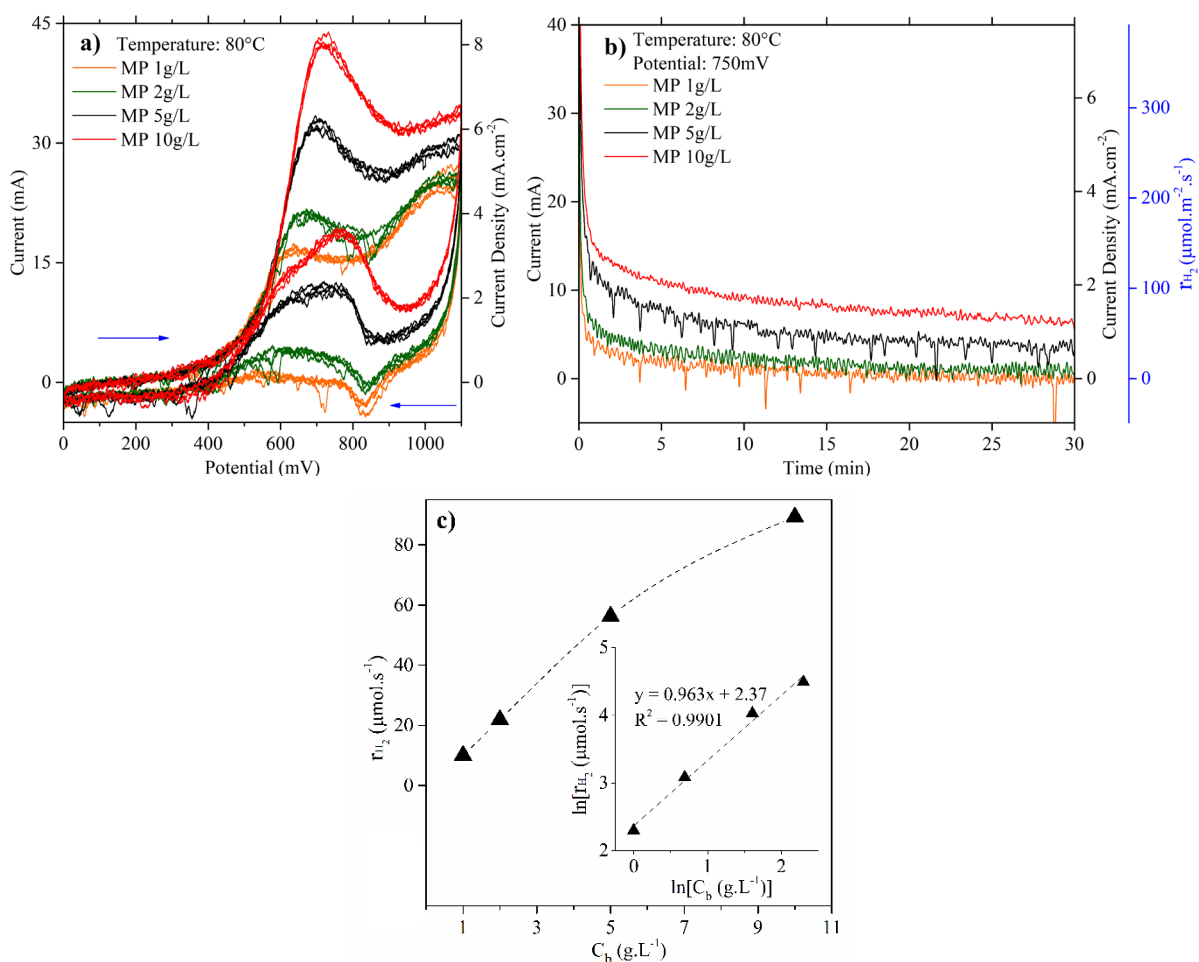 a)
Temperature: 80°C
MP 1g/L
MP 2g/L
MP 5g/L
MP 10g/L
45
30
15
0
Current (mA)
8
6
4
2
0
Current Density (mA.cm⁻²)
0 200 400 600 800 1000
Potential (mV)
b)
Temperature: 80°C
Potential: 750mV
MP 1g/L
MP 2g/L
MP 5g/L
MP 10g/L
40
30
20
10
0
Current (mA)
6
4
2
0
Current Density (mA.cm⁻²)
300
200
100
0
r_H₂ (µmol.m⁻².s⁻¹)
0 5 10 15 20 25 30
Time (min)
c)
80
60
40
20
0
r_H₂ (µmol.s⁻¹)
1 3 5 7 9 11
C_b (g.L⁻¹)
y = 0.963x + 2.37
R² – 0.9901
5
4
3
2
ln[r_H₂ (µmol.s⁻¹)]
0 1 2
ln[C_b (g.L⁻¹)]